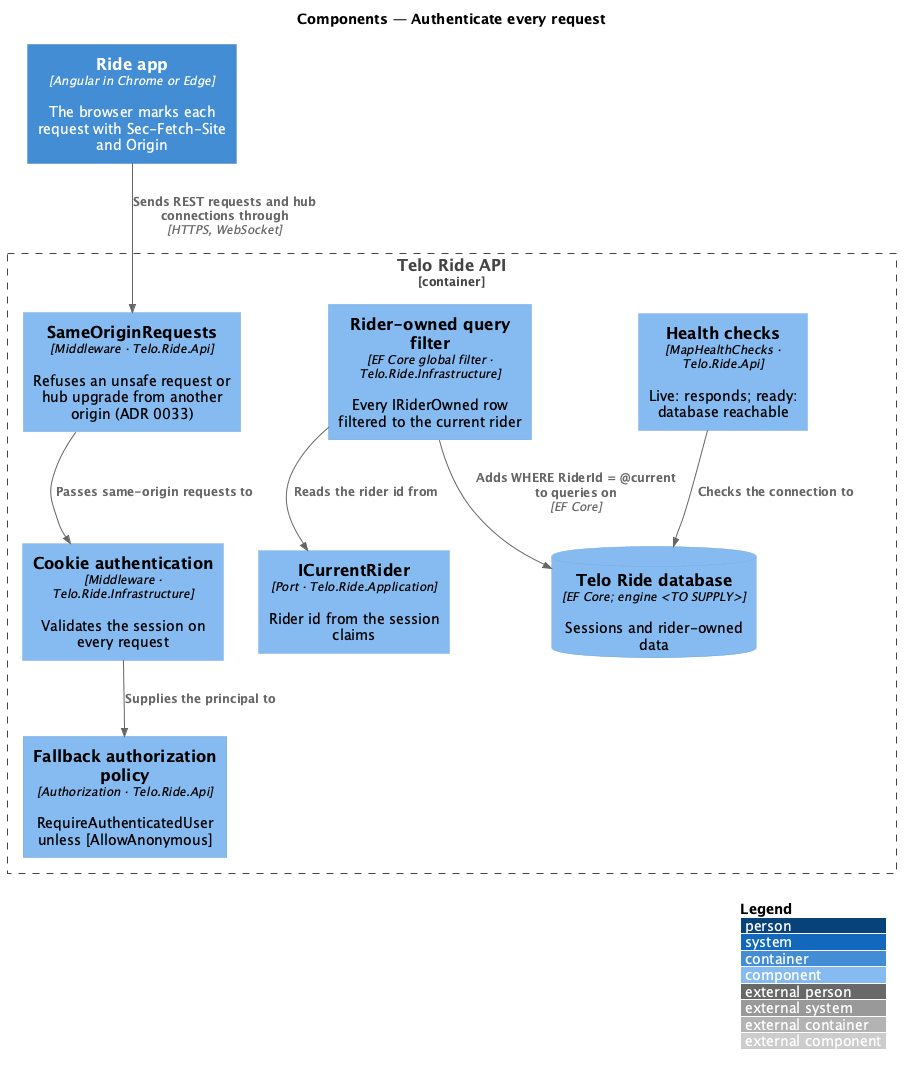 Components — Authenticate every request
Ride app
[Angular in Chrome or Edge]
The browser marks each
request with Sec-Fetch-Site
and Origin
Sends REST requests and hub
connections through
[HTTPS, WebSocket]
Telo Ride API
[container]
SameOriginRequests
[Middleware · Telo.Ride.Api]
Refuses an unsafe request or
hub upgrade from another
origin (ADR 0033)
Rider-owned query
filter
[EF Core global filter ·
Telo.Ride.Infrastructure]
Every IRiderOwned row
filtered to the current rider
Health checks
[MapHealthChecks ·
Telo.Ride.Api]
Live: responds; ready:
database reachable
Passes same-origin requests to
Reads the rider id from
Adds WHERE RiderId = @current
to queries on
[EF Core]
Checks the connection to
Cookie authentication
[Middleware ·
Telo.Ride.Infrastructure]
Validates the session on
every request
ICurrentRider
[Port · Telo.Ride.Application]
Rider id from the session
claims
Telo Ride database
[EF Core; engine <TO SUPPLY>]
Sessions and rider-owned
data
Supplies the principal to
Fallback authorization
policy
[Authorization · Telo.Ride.Api]
RequireAuthenticatedUser
unless [AllowAnonymous]
Legend
person
system
container
component
external person
external system
external container
external component